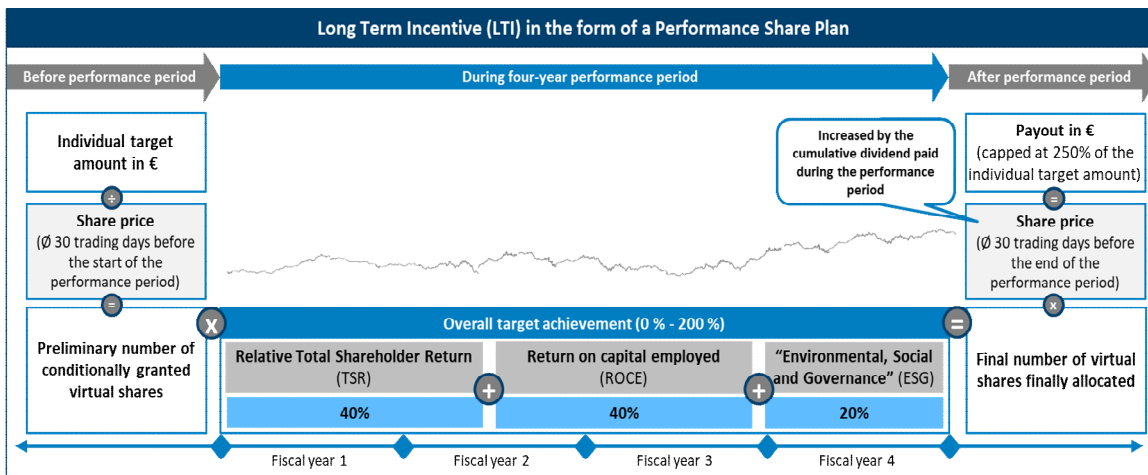 Long Term Incentive (LTI) in the form of a Performance Share Plan
Before performance period
During four-year performance period
After performance period
Individual target
amount in €
÷
Share price
(Ø 30 trading days before
the start of the
performance period)
=
Preliminary number of
conditionally granted
virtual shares
X
Increased by the
cumulative dividend paid
during the performance
period
Overall target achievement (0 % - 200 %)
Relative Total Shareholder Return
(TSR)
40%
+
Return on capital employed
(ROCE)
40%
+
“Environmental, Social
and Governance” (ESG)
20%
=
Payout in €
(capped at 250% of the
individual target amount)
=
Share price
(Ø 30 trading days before
the end of the
performance period)
x
Final number of virtual
shares finally allocated
Fiscal year 1
Fiscal year 2
Fiscal year 3
Fiscal year 4